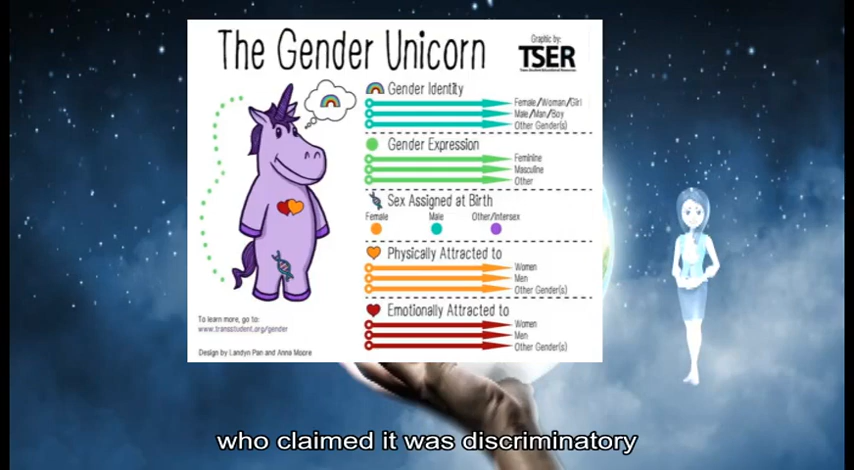 The Gender Unicorn
Graphic by:
TSER
Trans Student Educational Resources
Gender Identity
Female/Woman/Girl
Male/Man/Boy
Other Gender(s)
Gender Expression
Feminine
Masculine
Other
Sex Assigned at Birth
Female Male Other/Intersex
Physically Attracted to
Women
Men
Other Gender(s)
Emotionally Attracted to
Women
Men
Other Gender(s)
To learn more, go to:
www.transstudent.org/gender
Design by Landyn Pan and Anna Moore
who claimed it was discriminatory